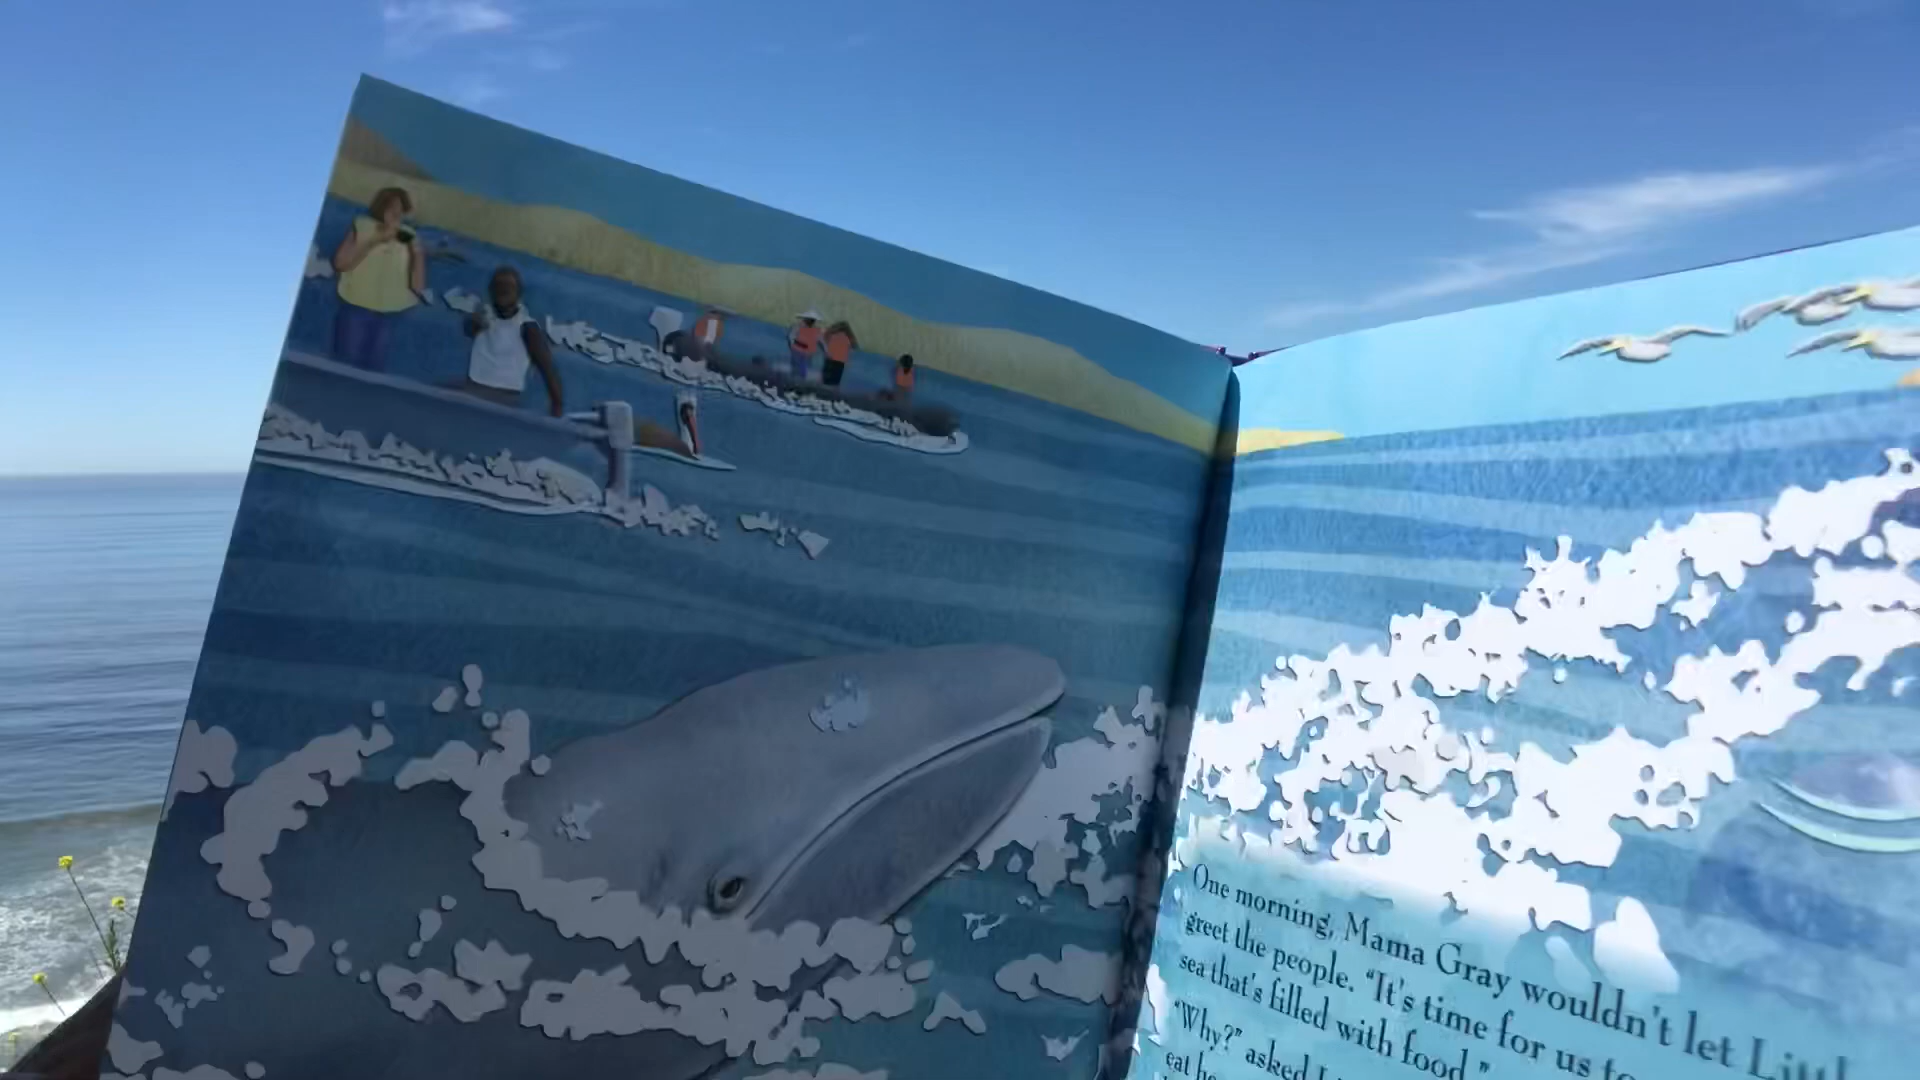 One morning, Mama Gray wouldn't let
greet the people. "It's time for us to
sea that's filled with food."
"Why?" asked
eat